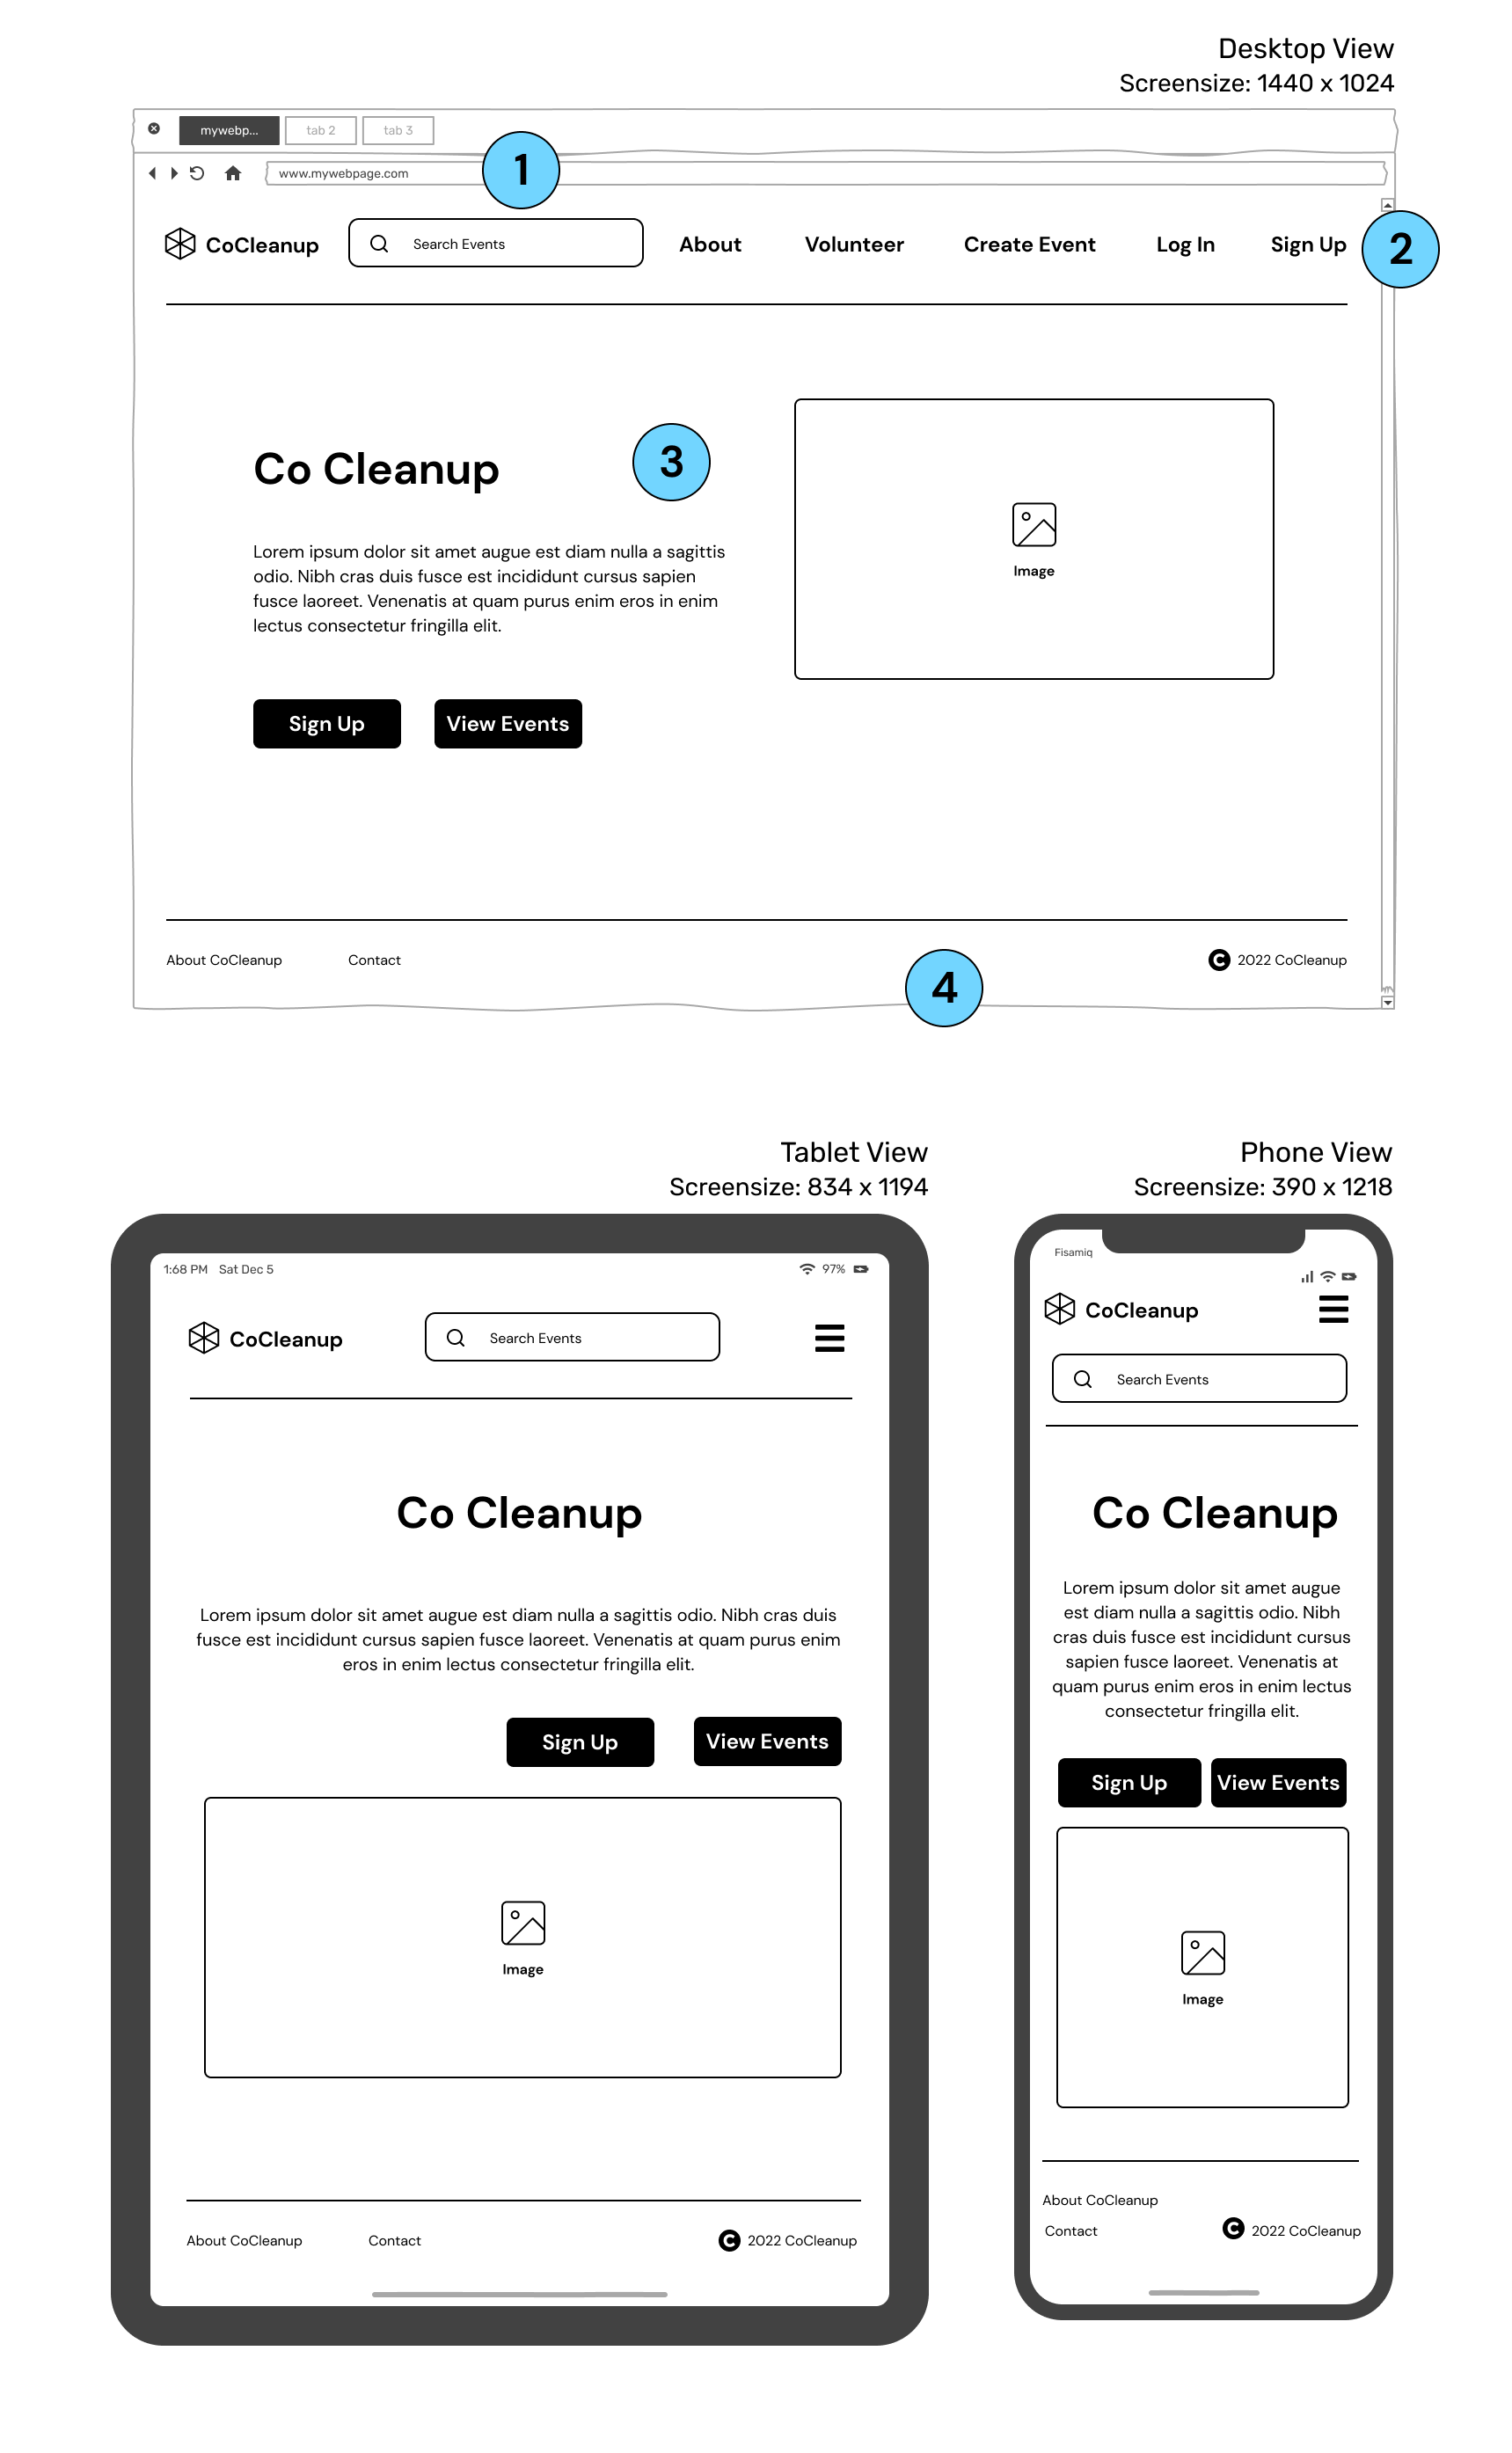 Desktop View
Screensize: 1440 x 1024
mywebp...
tab 2
tab 3
www.mywebpage.com
1
CoCleanup
Search Events
About
Volunteer
Create Event
Log In
Sign Up
2
Co Cleanup
3
Lorem ipsum dolor sit amet augue est diam nulla a sagittis
odio. Nibh cras duis fusce est incididunt cursus sapien
fusce laoreet. Venenatis at quam purus enim eros in enim
lectus consectetur fringilla elit.
Image
Sign Up
View Events
About CoCleanup
Contact
4
C 2022 CoCleanup
Tablet View
Screensize: 834 x 1194
1:68 PM Sat Dec 5
97%
CoCleanup
Search Events
Co Cleanup
Lorem ipsum dolor sit amet augue est diam nulla a sagittis odio. Nibh cras duis
fusce est incididunt cursus sapien fusce laoreet. Venenatis at quam purus enim
eros in enim lectus consectetur fringilla elit.
Sign Up
View Events
Image
About CoCleanup
Contact
C 2022 CoCleanup
Phone View
Screensize: 390 x 1218
Fisamiq
CoCleanup
Search Events
Co Cleanup
Lorem ipsum dolor sit amet augue
est diam nulla a sagittis odio. Nibh
cras duis fusce est incididunt cursus
sapien fusce laoreet. Venenatis at
quam purus enim eros in enim lectus
consectetur fringilla elit.
Sign Up
View Events
Image
About CoCleanup
Contact
C 2022 CoCleanup